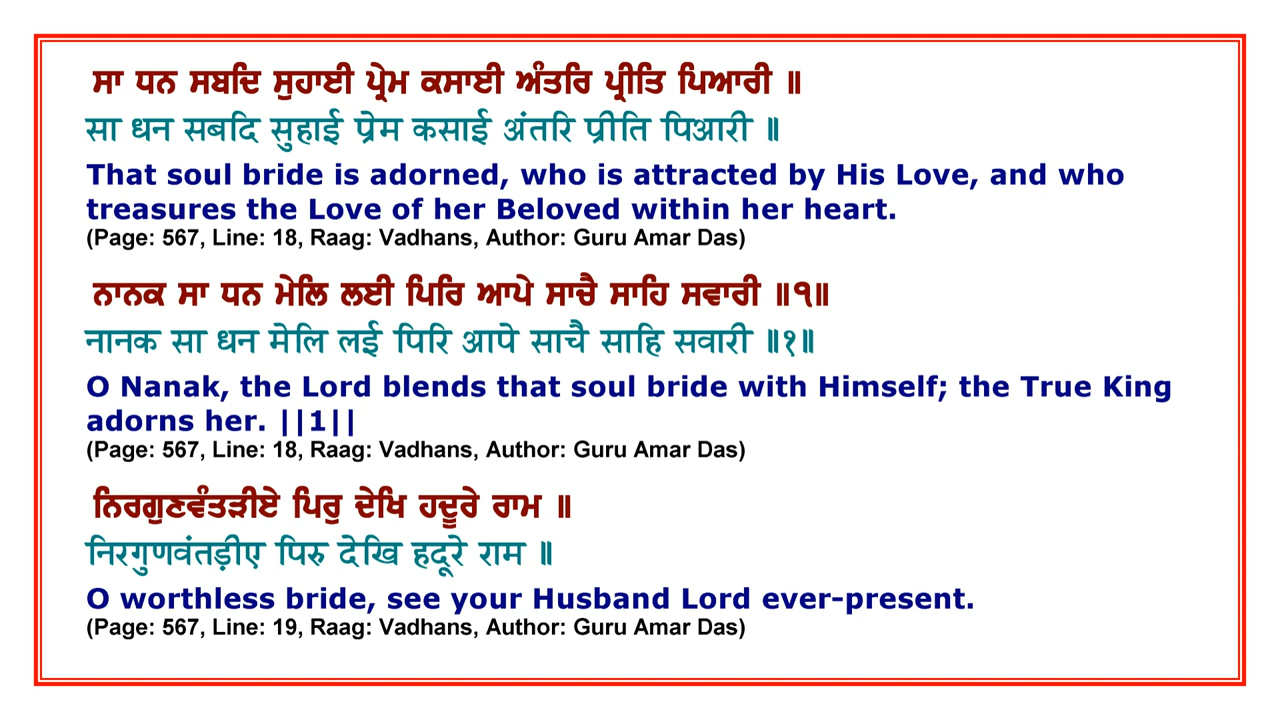 ਸਾ ਧਨ ਸਬਦਿ ਸੁਹਾਈ ਪ੍ਰੇਮ ਕਸਾਈ ਅੰਤਰਿ ਪ੍ਰੀਤਿ ਪਿਆਰੀ ॥
सा धन सबदि सुहाई प्रेम कसाई अंतरि प्रीति पिआरी ॥
That soul bride is adorned, who is attracted by His Love, and who
treasures the Love of her Beloved within her heart.
(Page: 567, Line: 18, Raag: Vadhans, Author: Guru Amar Das)
ਨਾਨਕ ਸਾ ਧਨ ਮੇਲਿ ਲਈ ਪਿਰਿ ਆਪੇ ਸਾਚੈ ਸਾਹਿ ਸਵਾਰੀ ॥੧॥
नानक सा धन मेलि लई पिरि आपे साचै साहि सवारी ॥१॥
O Nanak, the Lord blends that soul bride with Himself; the True King
adorns her. ||1||
(Page: 567, Line: 18, Raag: Vadhans, Author: Guru Amar Das)
ਨਿਰਗੁਣਵੰਤੜੀਏ ਪਿਰੁ ਦੇਖਿ ਹਦੂਰੇ ਰਾਮ ॥
निरगुणवंतड़ीए पिरु देखि हदूरे राम ॥
O worthless bride, see your Husband Lord ever-present.
(Page: 567, Line: 19, Raag: Vadhans, Author: Guru Amar Das)